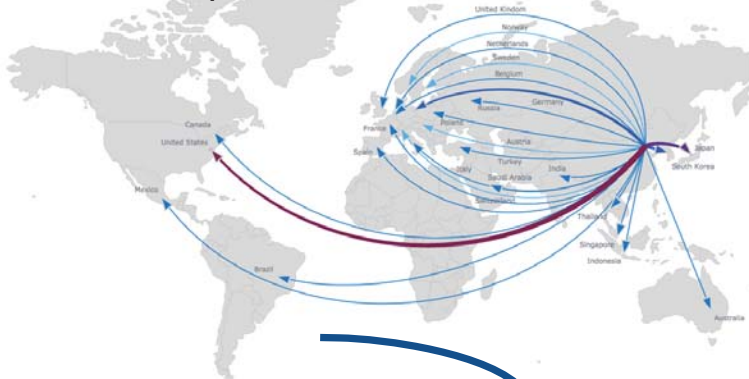 United Kindom
Norway
Netherlands
Sweden
Belgium
Germany
Russia
Poland
France
Austria
Spain
Italy
Turkey
Saudi Arabia
India
Switzerland
Canada
United States
Mexico
Brazil
Japan
South Korea
Thailand
Singapore
Indonesia
Australia